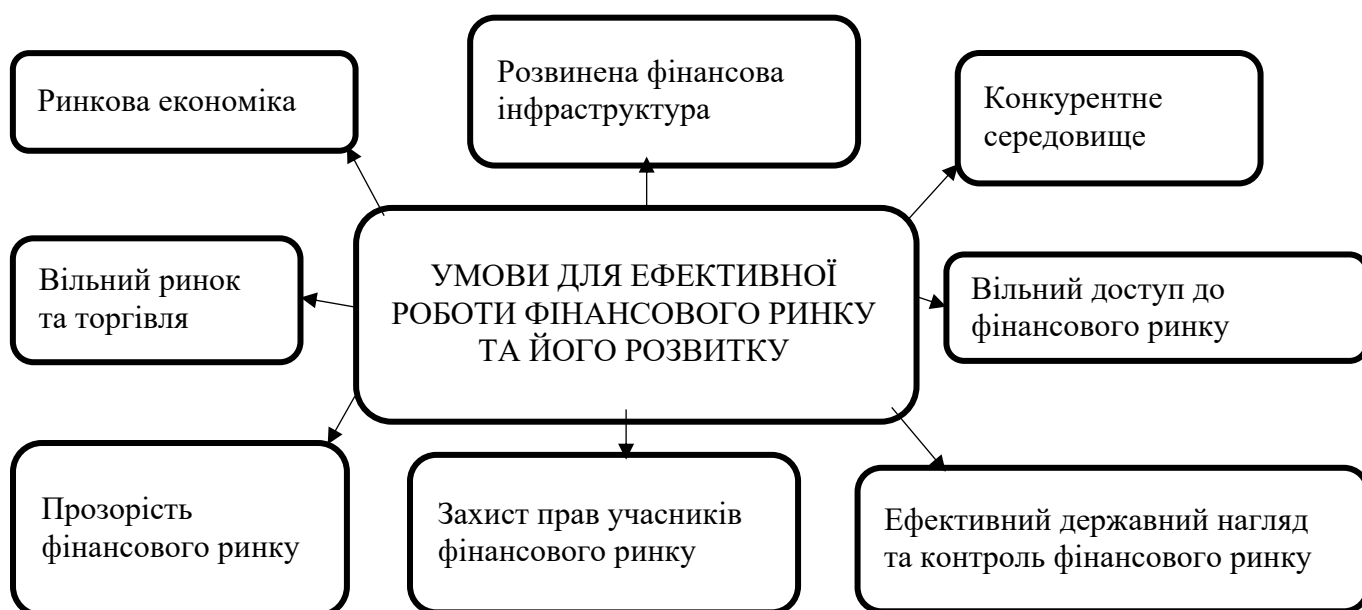 Ринкова економіка
Розвинена фінансова
інфраструктура
Конкурентне
середовище
Вільний ринок
та торгівля
УМОВИ ДЛЯ ЕФЕКТИВНОЇ
РОБОТИ ФІНАНСОВОГО РИНКУ
ТА ЙОГО РОЗВИТКУ
Вільний доступ до
фінансового ринку
Прозорість
фінансового ринку
Захист прав учасників
фінансового ринку
Ефективний державний нагляд
та контроль фінансового ринку